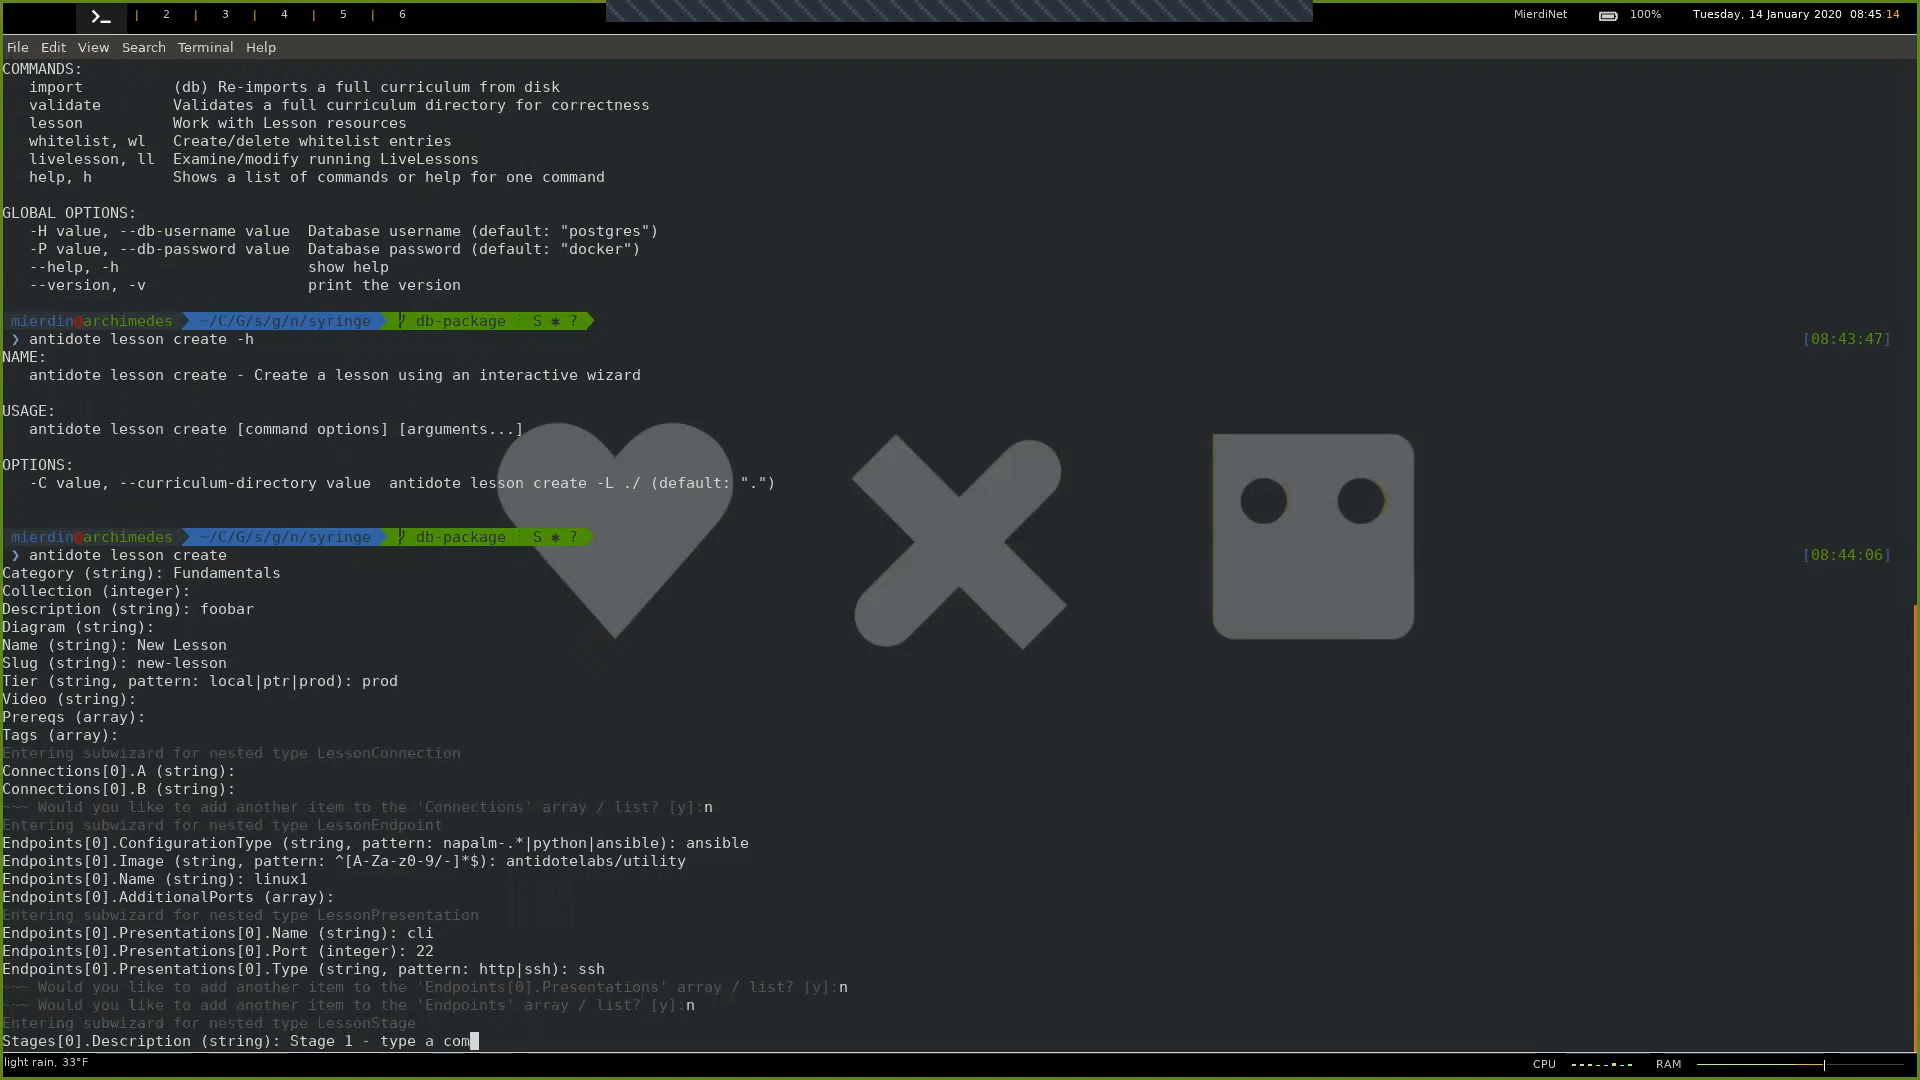 2 | 3 | 4 | 5 | 6
MierdiNet 100% Tuesday, 14 January 2020 08:45:14
File Edit View Search Terminal Help
COMMANDS:
import (db) Re-imports a full curriculum from disk
validate Validates a full curriculum directory for correctness
lesson Work with Lesson resources
whitelist, wl Create/delete whitelist entries
livelesson, ll Examine/modify running LiveLessons
help, h Shows a list of commands or help for one command
GLOBAL OPTIONS:
-H value, --db-username value Database username (default: "postgres")
-P value, --db-password value Database password (default: "docker")
--help, -h show help
--version, -v print the version
mierdin archimedes ~/C/G/s/g/n/syringe db-package S ✱ ?
❯ antidote lesson create -h [08:43:47]
NAME:
antidote lesson create - Create a lesson using an interactive wizard
USAGE:
antidote lesson create [command options] [arguments...]
OPTIONS:
-C value, --curriculum-directory value antidote lesson create -L ./ (default: ".")
mierdin archimedes ~/C/G/s/g/n/syringe db-package S ✱ ?
❯ antidote lesson create [08:44:06]
Category (string): Fundamentals
Collection (integer):
Description (string): foobar
Diagram (string):
Name (string): New Lesson
Slug (string): new-lesson
Tier (string, pattern: local|ptr|prod): prod
Video (string):
Prereqs (array):
Tags (array):
Entering subwizard for nested type LessonConnection
Connections[0].A (string):
Connections[0].B (string):
~~~ Would you like to add another item to the 'Connections' array / list? [y]:n
Entering subwizard for nested type LessonEndpoint
Endpoints[0].ConfigurationType (string, pattern: napalm-.*|python|ansible): ansible
Endpoints[0].Image (string, pattern: ^[A-Za-z0-9/-]*$): antidotelabs/utility
Endpoints[0].Name (string): linux1
Endpoints[0].AdditionalPorts (array):
Entering subwizard for nested type LessonPresentation
Endpoints[0].Presentations[0].Name (string): cli
Endpoints[0].Presentations[0].Port (integer): 22
Endpoints[0].Presentations[0].Type (string, pattern: http|ssh): ssh
~~~ Would you like to add another item to the 'Endpoints[0].Presentations' array / list? [y]:n
~~~ Would you like to add another item to the 'Endpoints' array / list? [y]:n
Entering subwizard for nested type LessonStage
Stages[0].Description (string): Stage 1 - type a com
light rain, 33°F CPU RAM